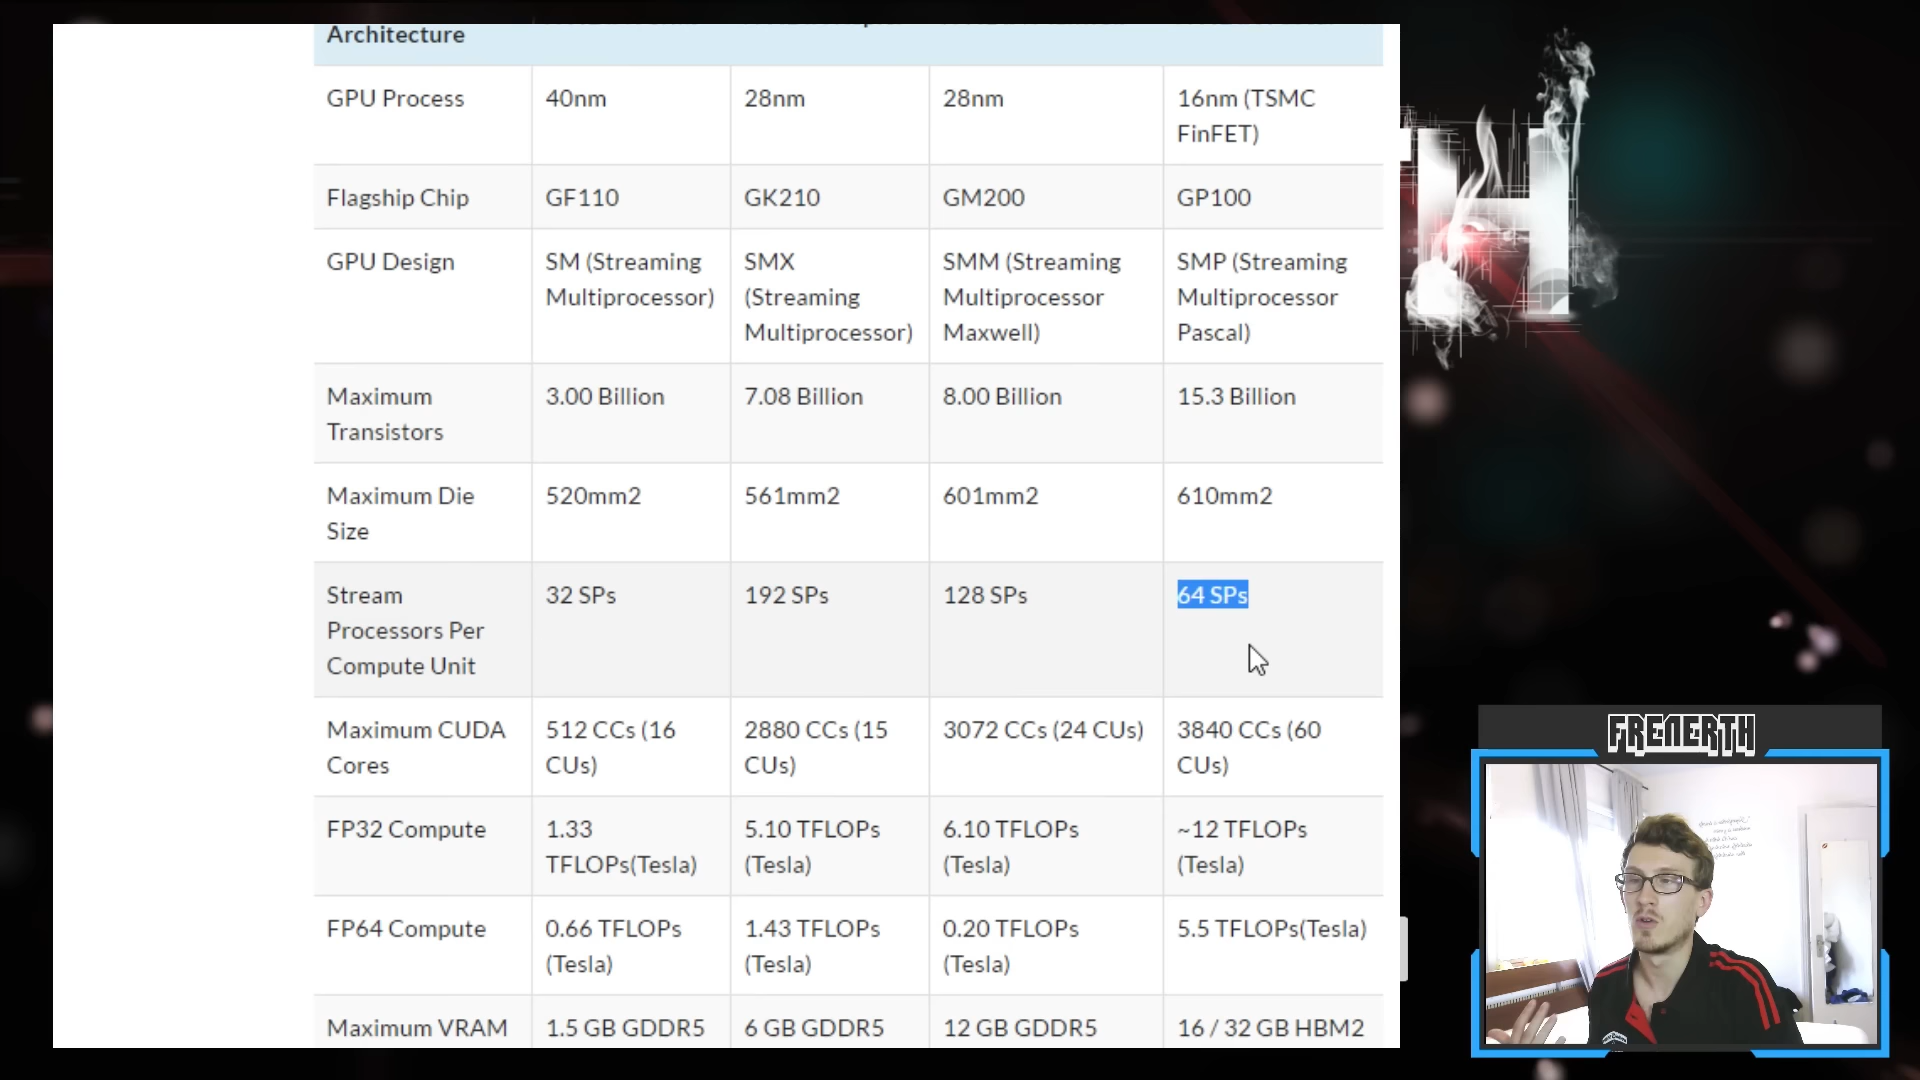 Architecture
GPU Process 40nm 28nm 28nm 16nm (TSMC
FinFET)
Flagship Chip GF110 GK210 GM200 GP100
GPU Design SM (Streaming SMX SMM (Streaming SMP (Streaming
Multiprocessor) (Streaming Multiprocessor Multiprocessor
Multiprocessor) Maxwell) Pascal)
Maximum 3.00 Billion 7.08 Billion 8.00 Billion 15.3 Billion
Transistors
Maximum Die 520mm2 561mm2 601mm2 610mm2
Size
Stream 32 SPs 192 SPs 128 SPs 64 SPs
Processors Per
Compute Unit
Maximum CUDA 512 CCs (16 2880 CCs (15 3072 CCs (24 CUs) 3840 CCs (60
Cores CUs) CUs) CUs)
FP32 Compute 1.33 5.10 TFLOPs 6.10 TFLOPs ~12 TFLOPs
TFLOPs(Tesla) (Tesla) (Tesla) (Tesla)
FP64 Compute 0.66 TFLOPs 1.43 TFLOPs 0.20 TFLOPs 5.5 TFLOPs(Tesla)
(Tesla) (Tesla) (Tesla)
Maximum VRAM 1.5 GB GDDR5 6 GB GDDR5 12 GB GDDR5 16 / 32 GB HBM2
H
FRENERTH